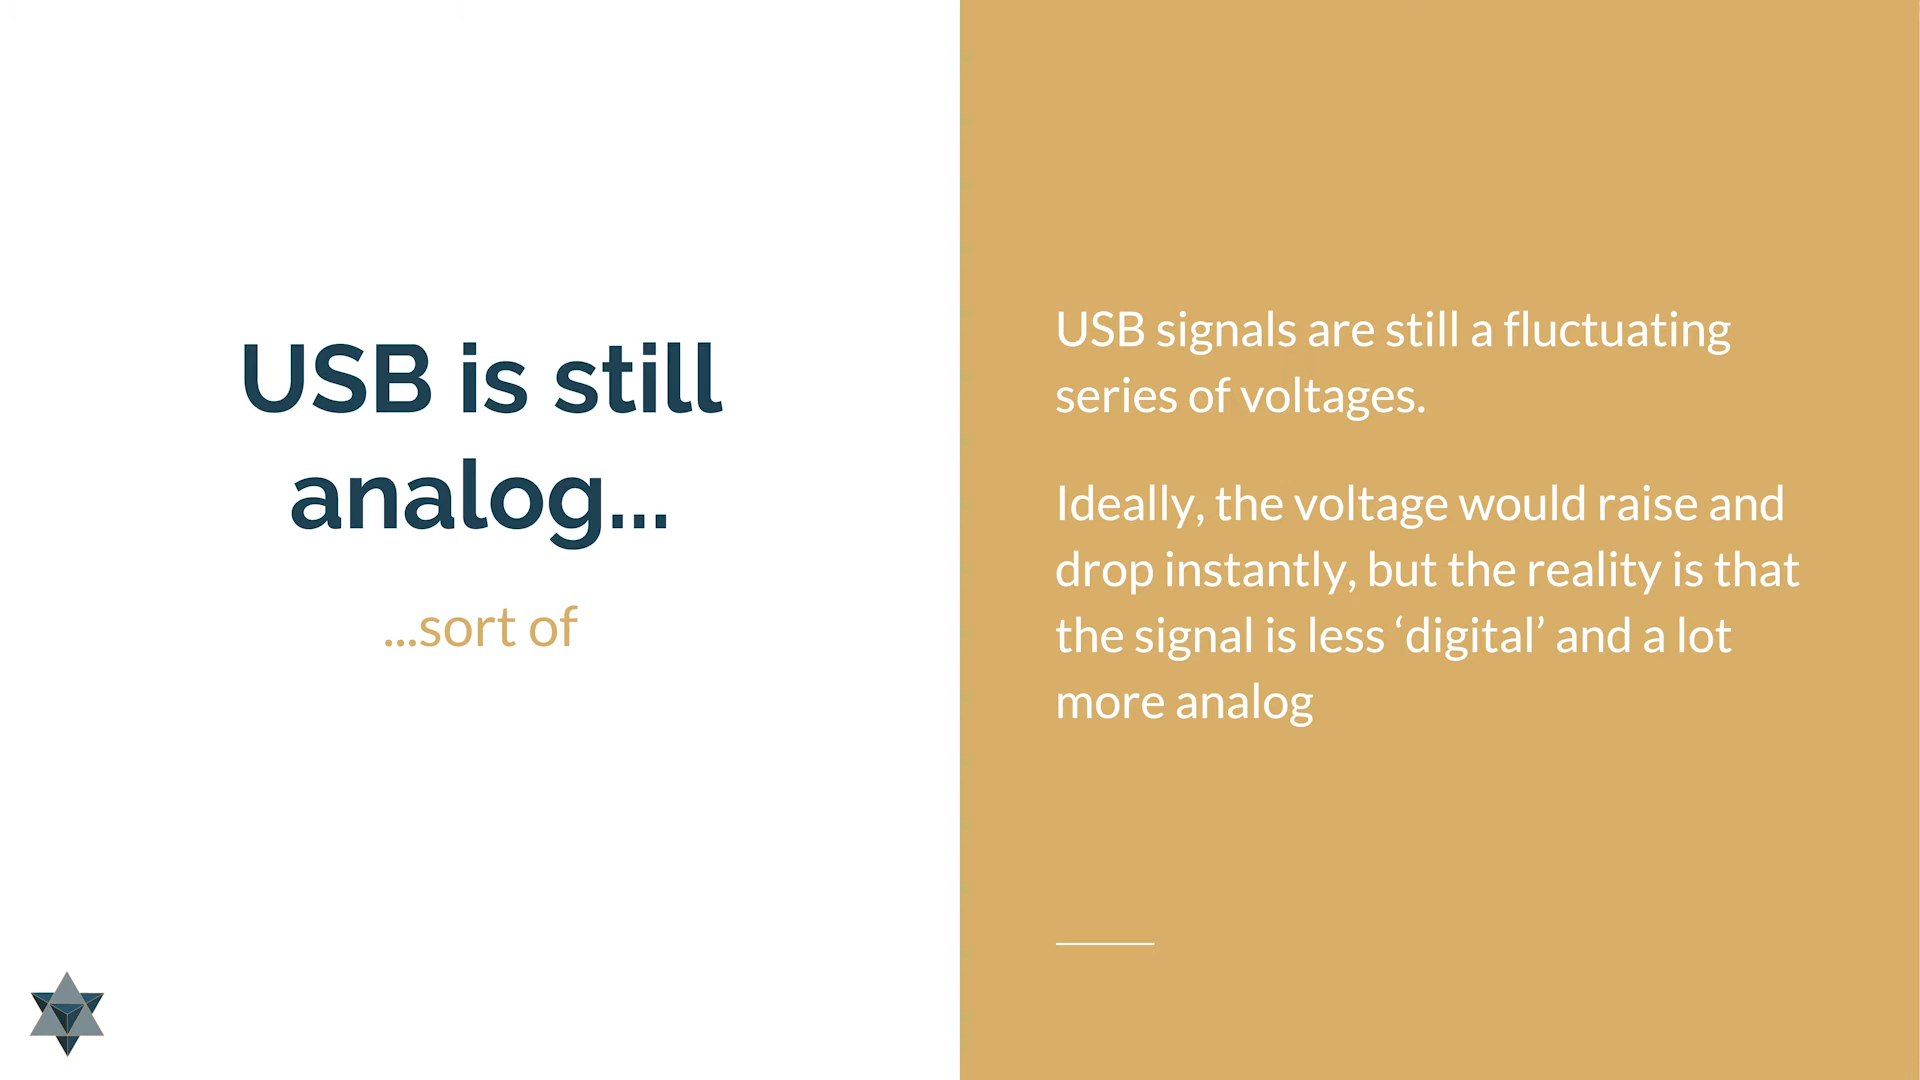 USB is still
analog...
...sort of
USB signals are still a fluctuating
series of voltages.
Ideally, the voltage would raise and
drop instantly, but the reality is that
the signal is less ‘digital’ and a lot
more analog